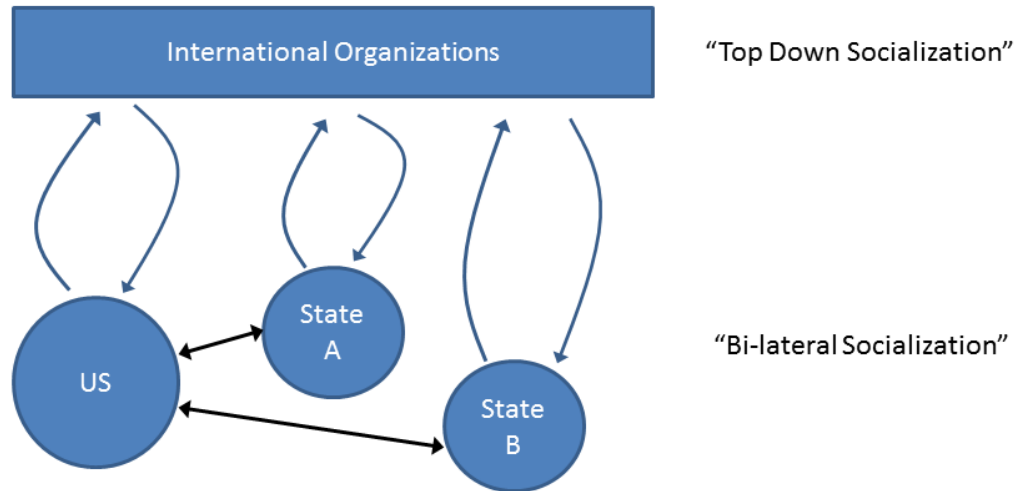 International Organizations
“Top Down Socialization”
State
A
“Bi-lateral Socialization”
US
State
B